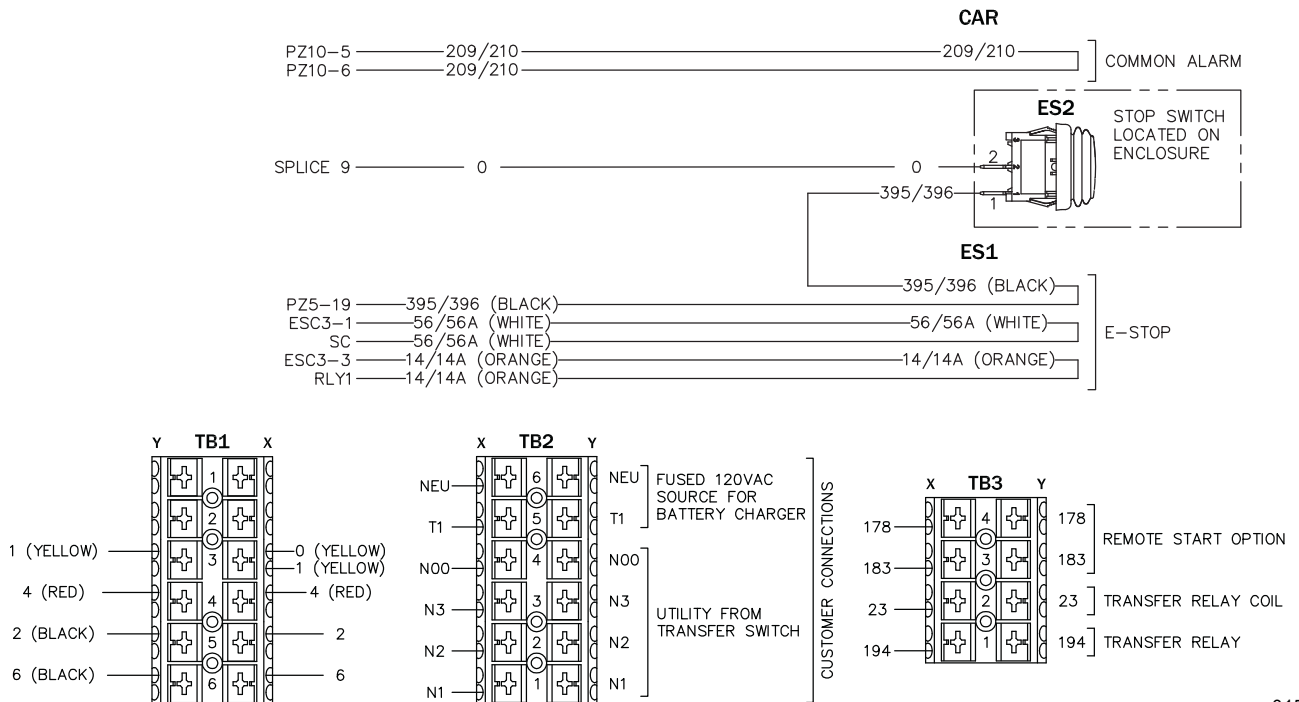 CAR
PZ10-5 209/210 209/210
PZ10-6 209/210
COMMON ALARM
ES2
STOP SWITCH
LOCATED ON
ENCLOSURE
SPLICE 9 0 0 2
395/396 1
ES1
395/396 (BLACK)
PZ5-19 395/396 (BLACK)
ESC3-1 56/56A (WHITE) 56/56A (WHITE)
SC 56/56A (WHITE)
ESC3-3 14/14A (ORANGE) 14/14A (ORANGE)
RLY1 14/14A (ORANGE)
E-STOP
Y TB1 X
1
2
1 (YELLOW) 3 0 (YELLOW)
1 (YELLOW)
4 (RED) 4 4 (RED)
2 (BLACK) 5 2
6 (BLACK) 6 6
X TB2 Y
NEU 6 NEU
T1 5 T1
N00 4 N00
N3 3 N3
N2 2 N2
N1 1 N1
FUSED 120VAC
SOURCE FOR
BATTERY CHARGER
UTILITY FROM
TRANSFER SWITCH
CUSTOMER CONNECTIONS
X TB3 Y
178 4 178
183 3 183
REMOTE START OPTION
23 2 23 TRANSFER RELAY COIL
194 1 194 TRANSFER RELAY